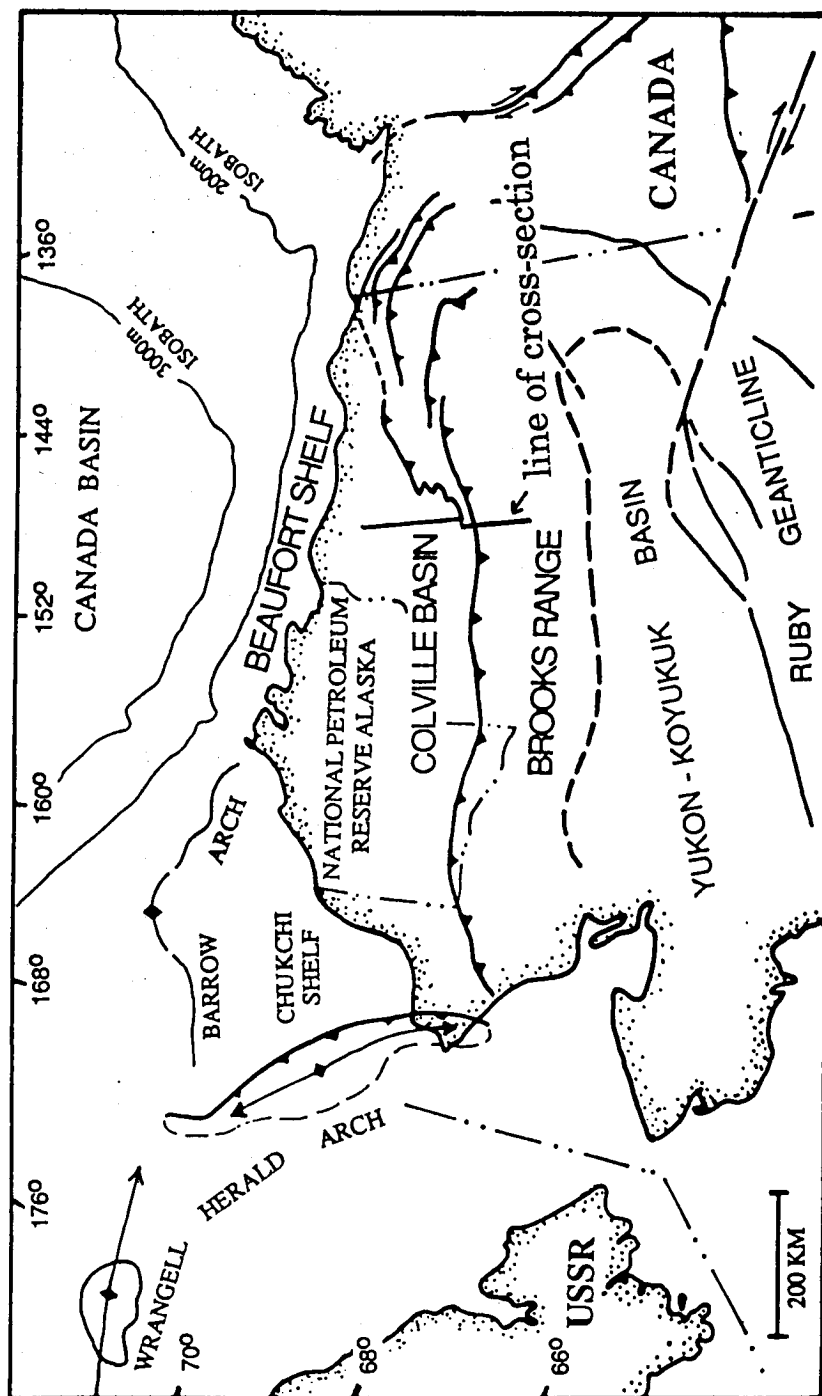 176°
168°
160°
152°
144°
136°
70°
68°
66°
WRANGELL
HERALD
ARCH
BARROW
ARCH
CHUKCHI
SHELF
CANADA BASIN
3000m
ISOBATH
200m
ISOBATH
BEAUFORT SHELF
NATIONAL PETROLEUM
RESERVE ALASKA
COLVILLE BASIN
BROOKS RANGE
line of cross-section
YUKON - KOYUKUK
BASIN
RUBY
GEANTICLINE
CANADA
USSR
200 KM